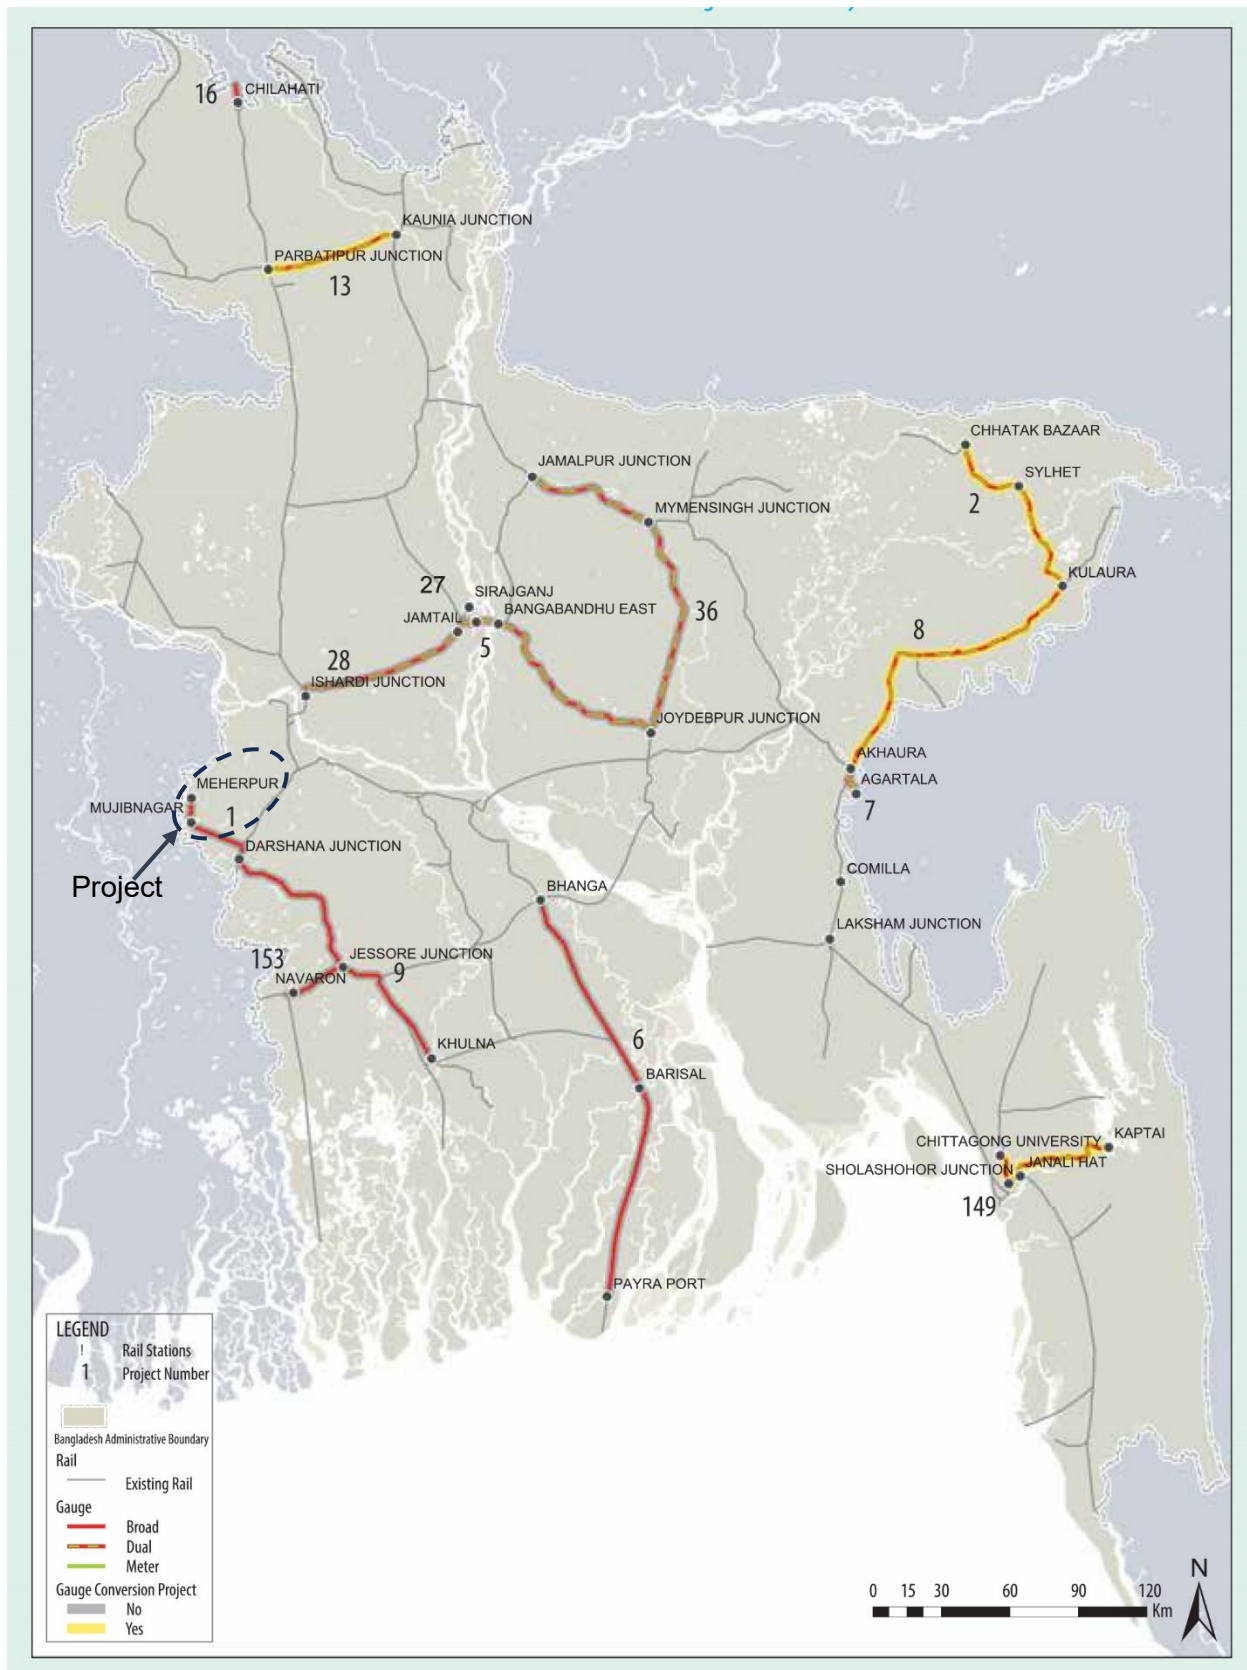 16
CHILAHATI
KAUNIA JUNCTION
PARBATIPUR JUNCTION
13
CHHATAK BAZAAR
JAMALPUR JUNCTION
SYLHET
2
MYMENSINGH JUNCTION
KULAURA
27
SIRAJGANJ
BANGABANDHU EAST
36
JAMTAIL
5
8
28
ISHARDI JUNCTION
JOYDEBPUR JUNCTION
AKHAURA
AGARTALA
7
MEHERPUR
MUJIBNAGAR
1
DARSHANA JUNCTION
Project
COMILLA
BHANGA
LAKSHAM JUNCTION
JESSORE JUNCTION
153
9
NAVARON
KHULNA
6
BARISAL
KAPTAI
CHITTAGONG UNIVERSITY
JANALI HAT
SHOLASHOHOR JUNCTION
149
PAYRA PORT
LEGEND
! Rail Stations
1 Project Number
Bangladesh Administrative Boundary
Rail
Existing Rail
Gauge
Broad
Dual
Meter
Gauge Conversion Project
No
Yes
0 15 30 60 90 120
Km
N